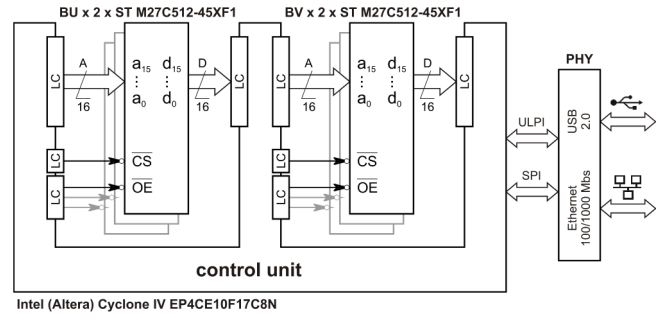 BU x 2 x ST M27C512-45XF1
BV x 2 x ST M27C512-45XF1
LC
A
16
a15 d15
⋮ ⋮
a0 d0
D
16
LC
LC
A
16
a15 d15
⋮ ⋮
a0 d0
D
16
LC
LC
CS
LC
OE
LC
CS
LC
OE
PHY
ULPI
USB
2.0
SPI
Ethernet
100/1000 Mbs
control unit
Intel (Altera) Cyclone IV EP4CE10F17C8N